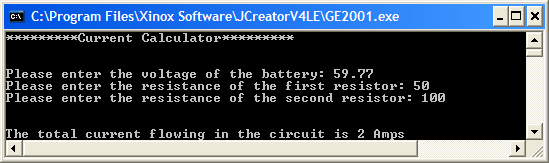 C:\Program Files\Xinox Software\JCreatorV4LE\GE2001.exe
*********Current Calculator*********
Please enter the voltage of the battery: 59.77
Please enter the resistance of the first resistor: 50
Please enter the resistance of the second resistor: 100
The total current flowing in the circuit is 2 Amps